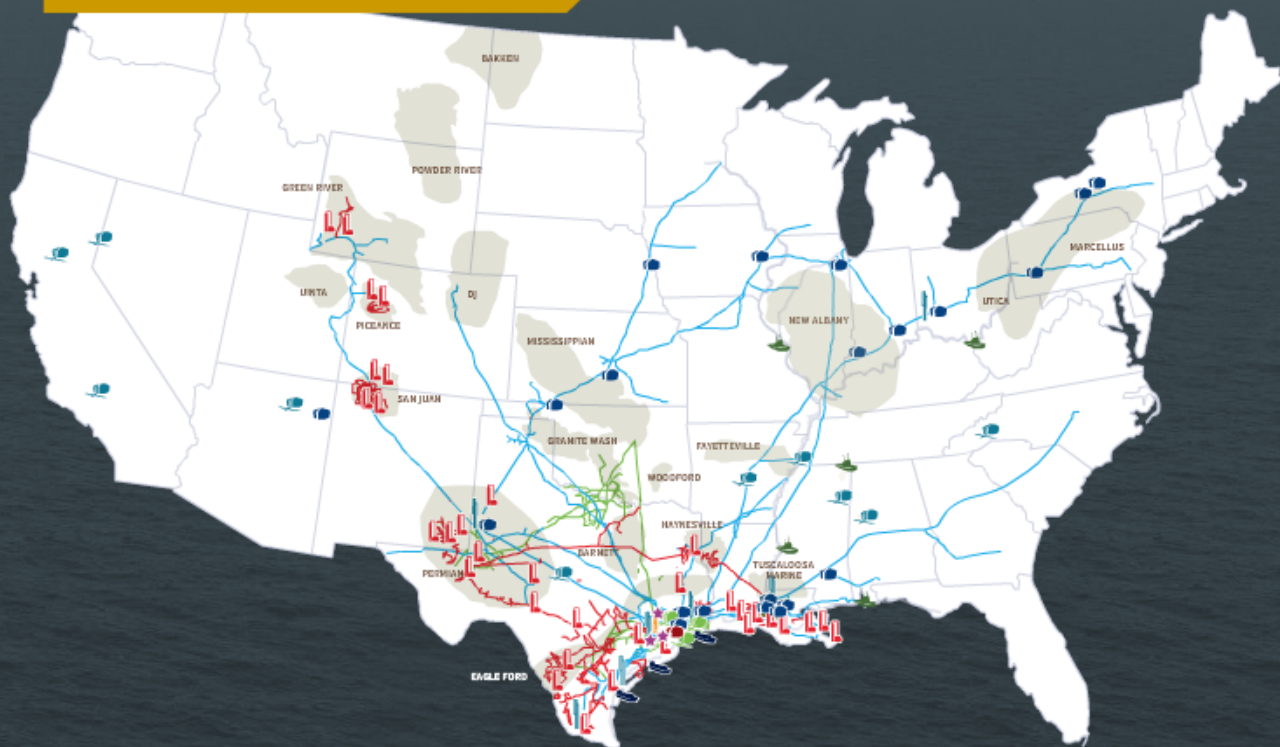 BAKKEN
POWDER RIVER
GREEN RIVER
MARCELLUS
UINTA
DJ
UTICA
NEW ALBANY
PICEANCE
MISSISSIPPIAN
SAN JUAN
GRANITE WASH
FAYETTEVILLE
WOODFORD
HAYNESVILLE
BARNETT
TUSCALOOSA
MARINE
PERMIAN
EAGLE FORD